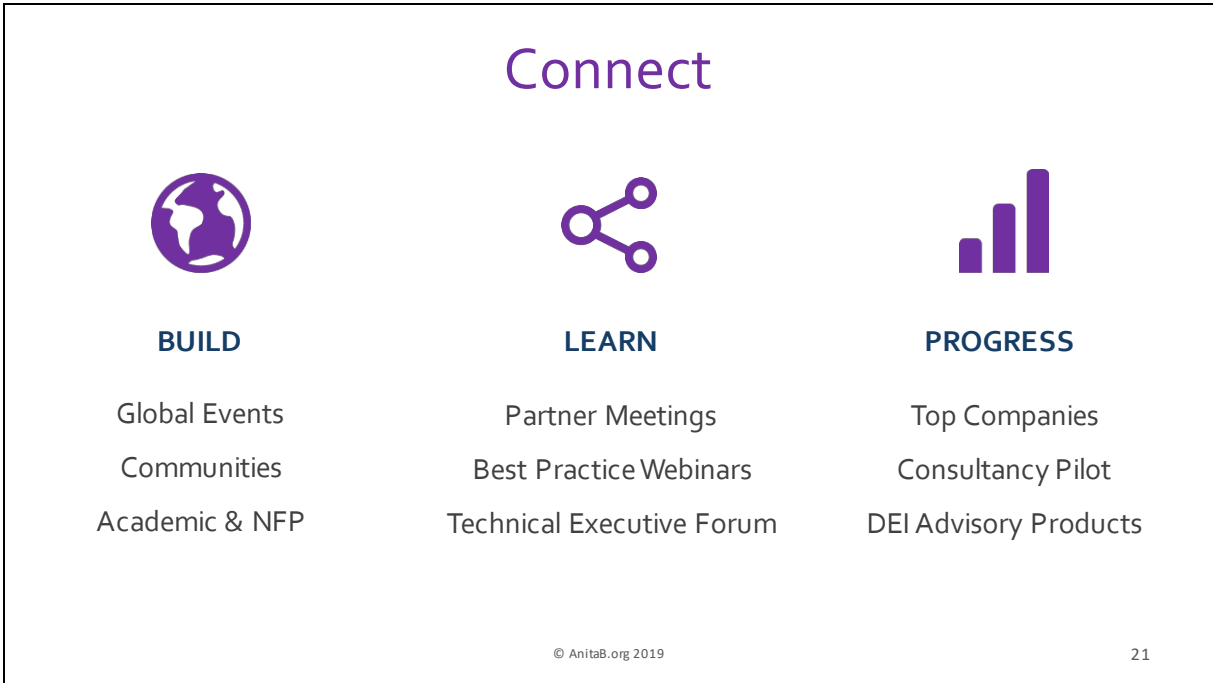 Connect
BUILD
Global Events
Communities
Academic & NFP
LEARN
Partner Meetings
Best Practice Webinars
Technical Executive Forum
PROGRESS
Top Companies
Consultancy Pilot
DEI Advisory Products
© AnitaB.org 2019
21